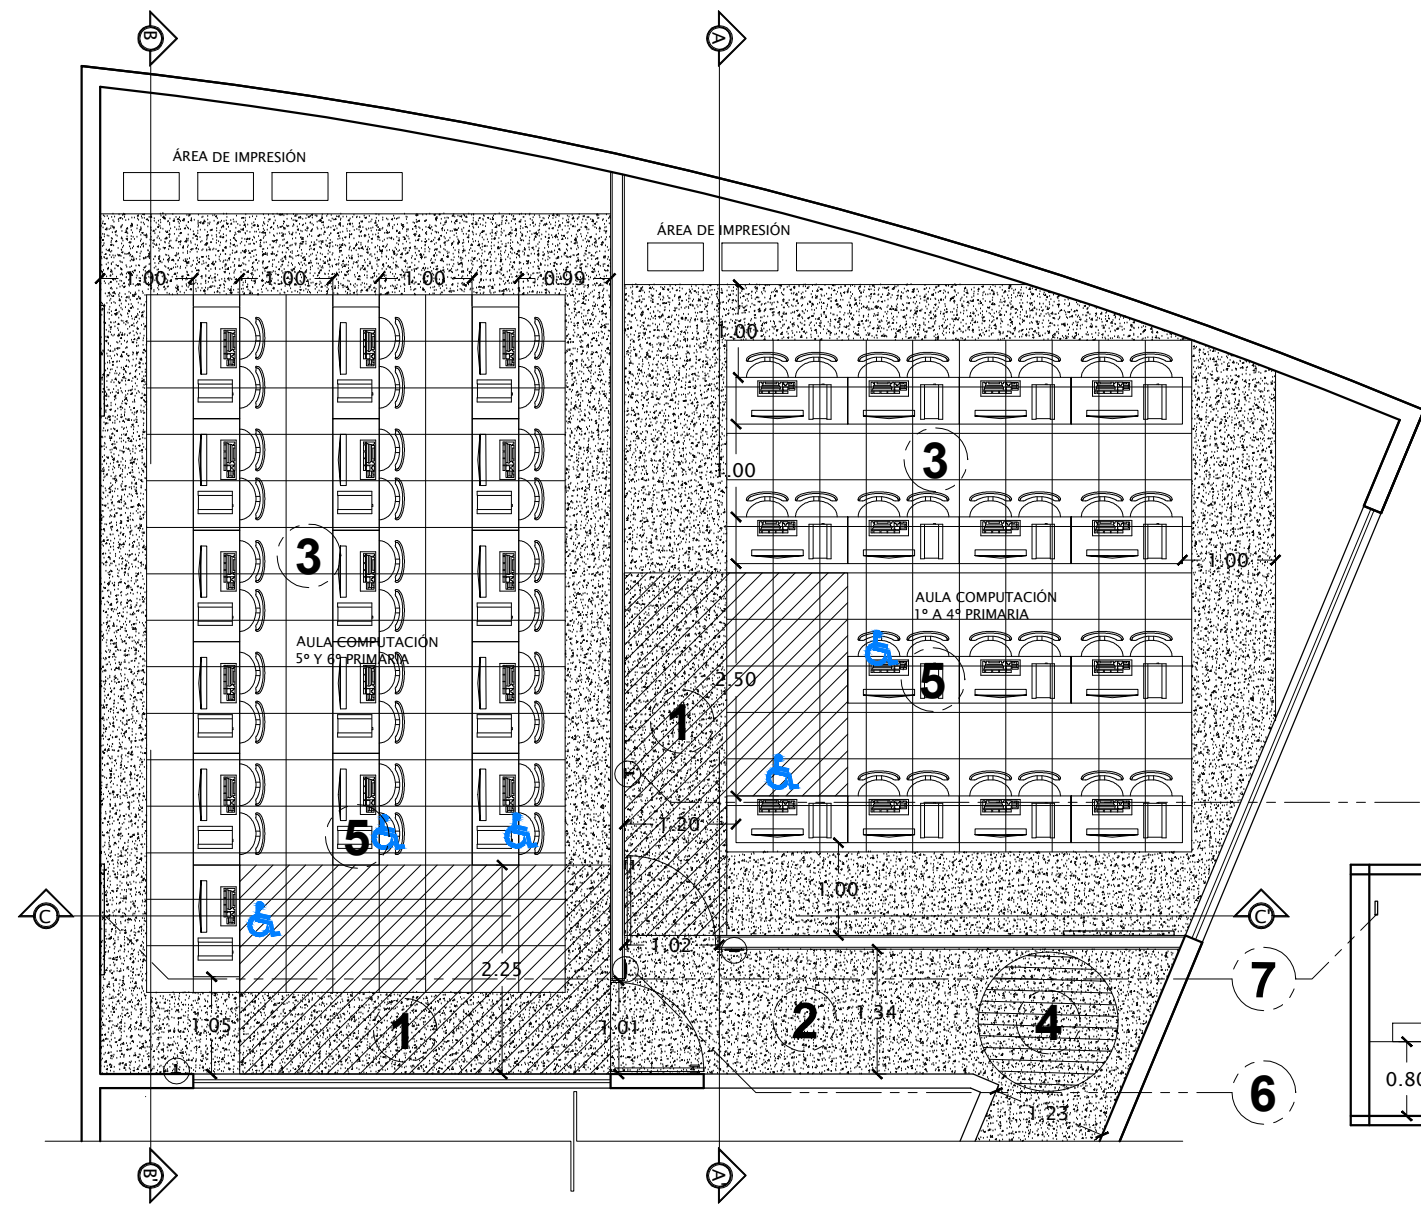 B
A
ÁREA DE IMPRESIÓN
ÁREA DE IMPRESIÓN
1.00
1.00
1.00
0.99
1.00
3
1.00
3
1.00
AULA COMPUTACIÓN
1º A 4º PRIMARIA
AULA COMPUTACIÓN
5º Y 6º PRIMARIA
2.50
5
1
1.20
5
1.00
C
C'
1.02
2.25
7
1.05
1
1.01
2
1.34
4
0.80
6
1.23
B'
A'